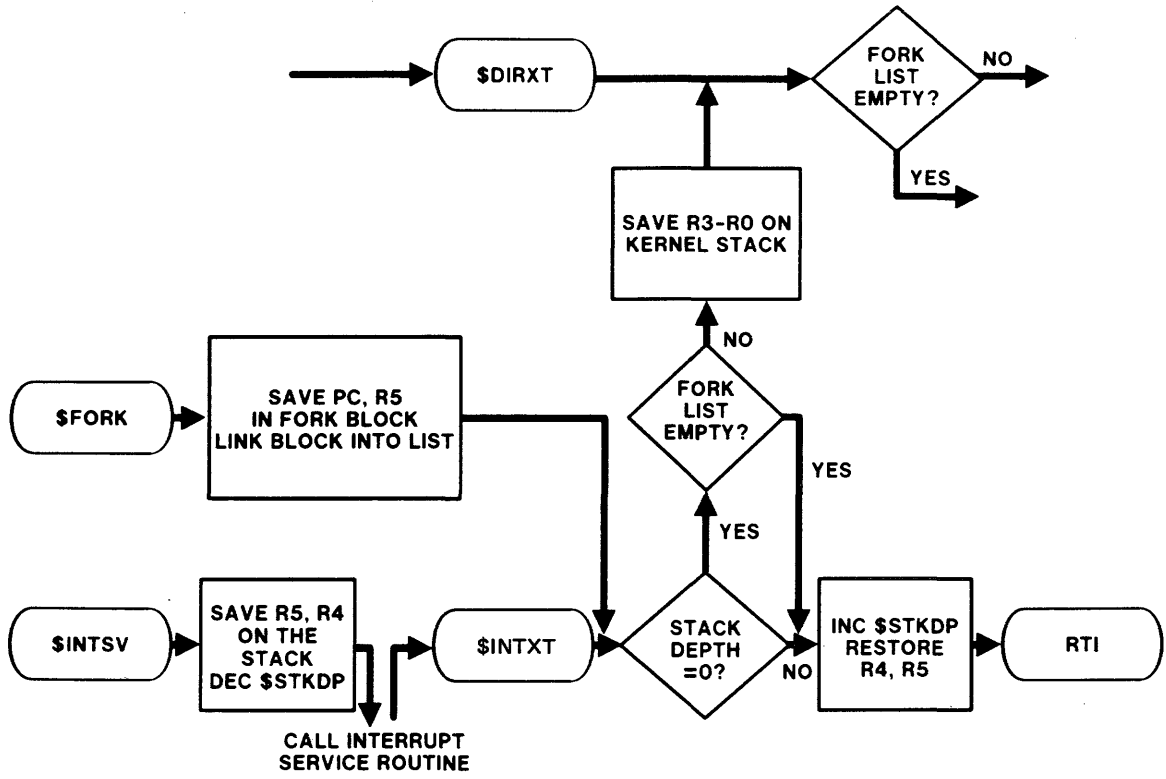 $DIRXT
FORK
LIST
EMPTY?
NO
YES
SAVE R3-R0 ON
KERNEL STACK
NO
FORK
LIST
EMPTY?
YES
YES
$FORK
SAVE PC, R5
IN FORK BLOCK
LINK BLOCK INTO LIST
$INTSV
SAVE R5, R4
ON THE
STACK
DEC $STKDP
CALL INTERRUPT
SERVICE ROUTINE
$INTXT
STACK
DEPTH
=0?
NO
INC $STKDP
RESTORE
R4, R5
RTI